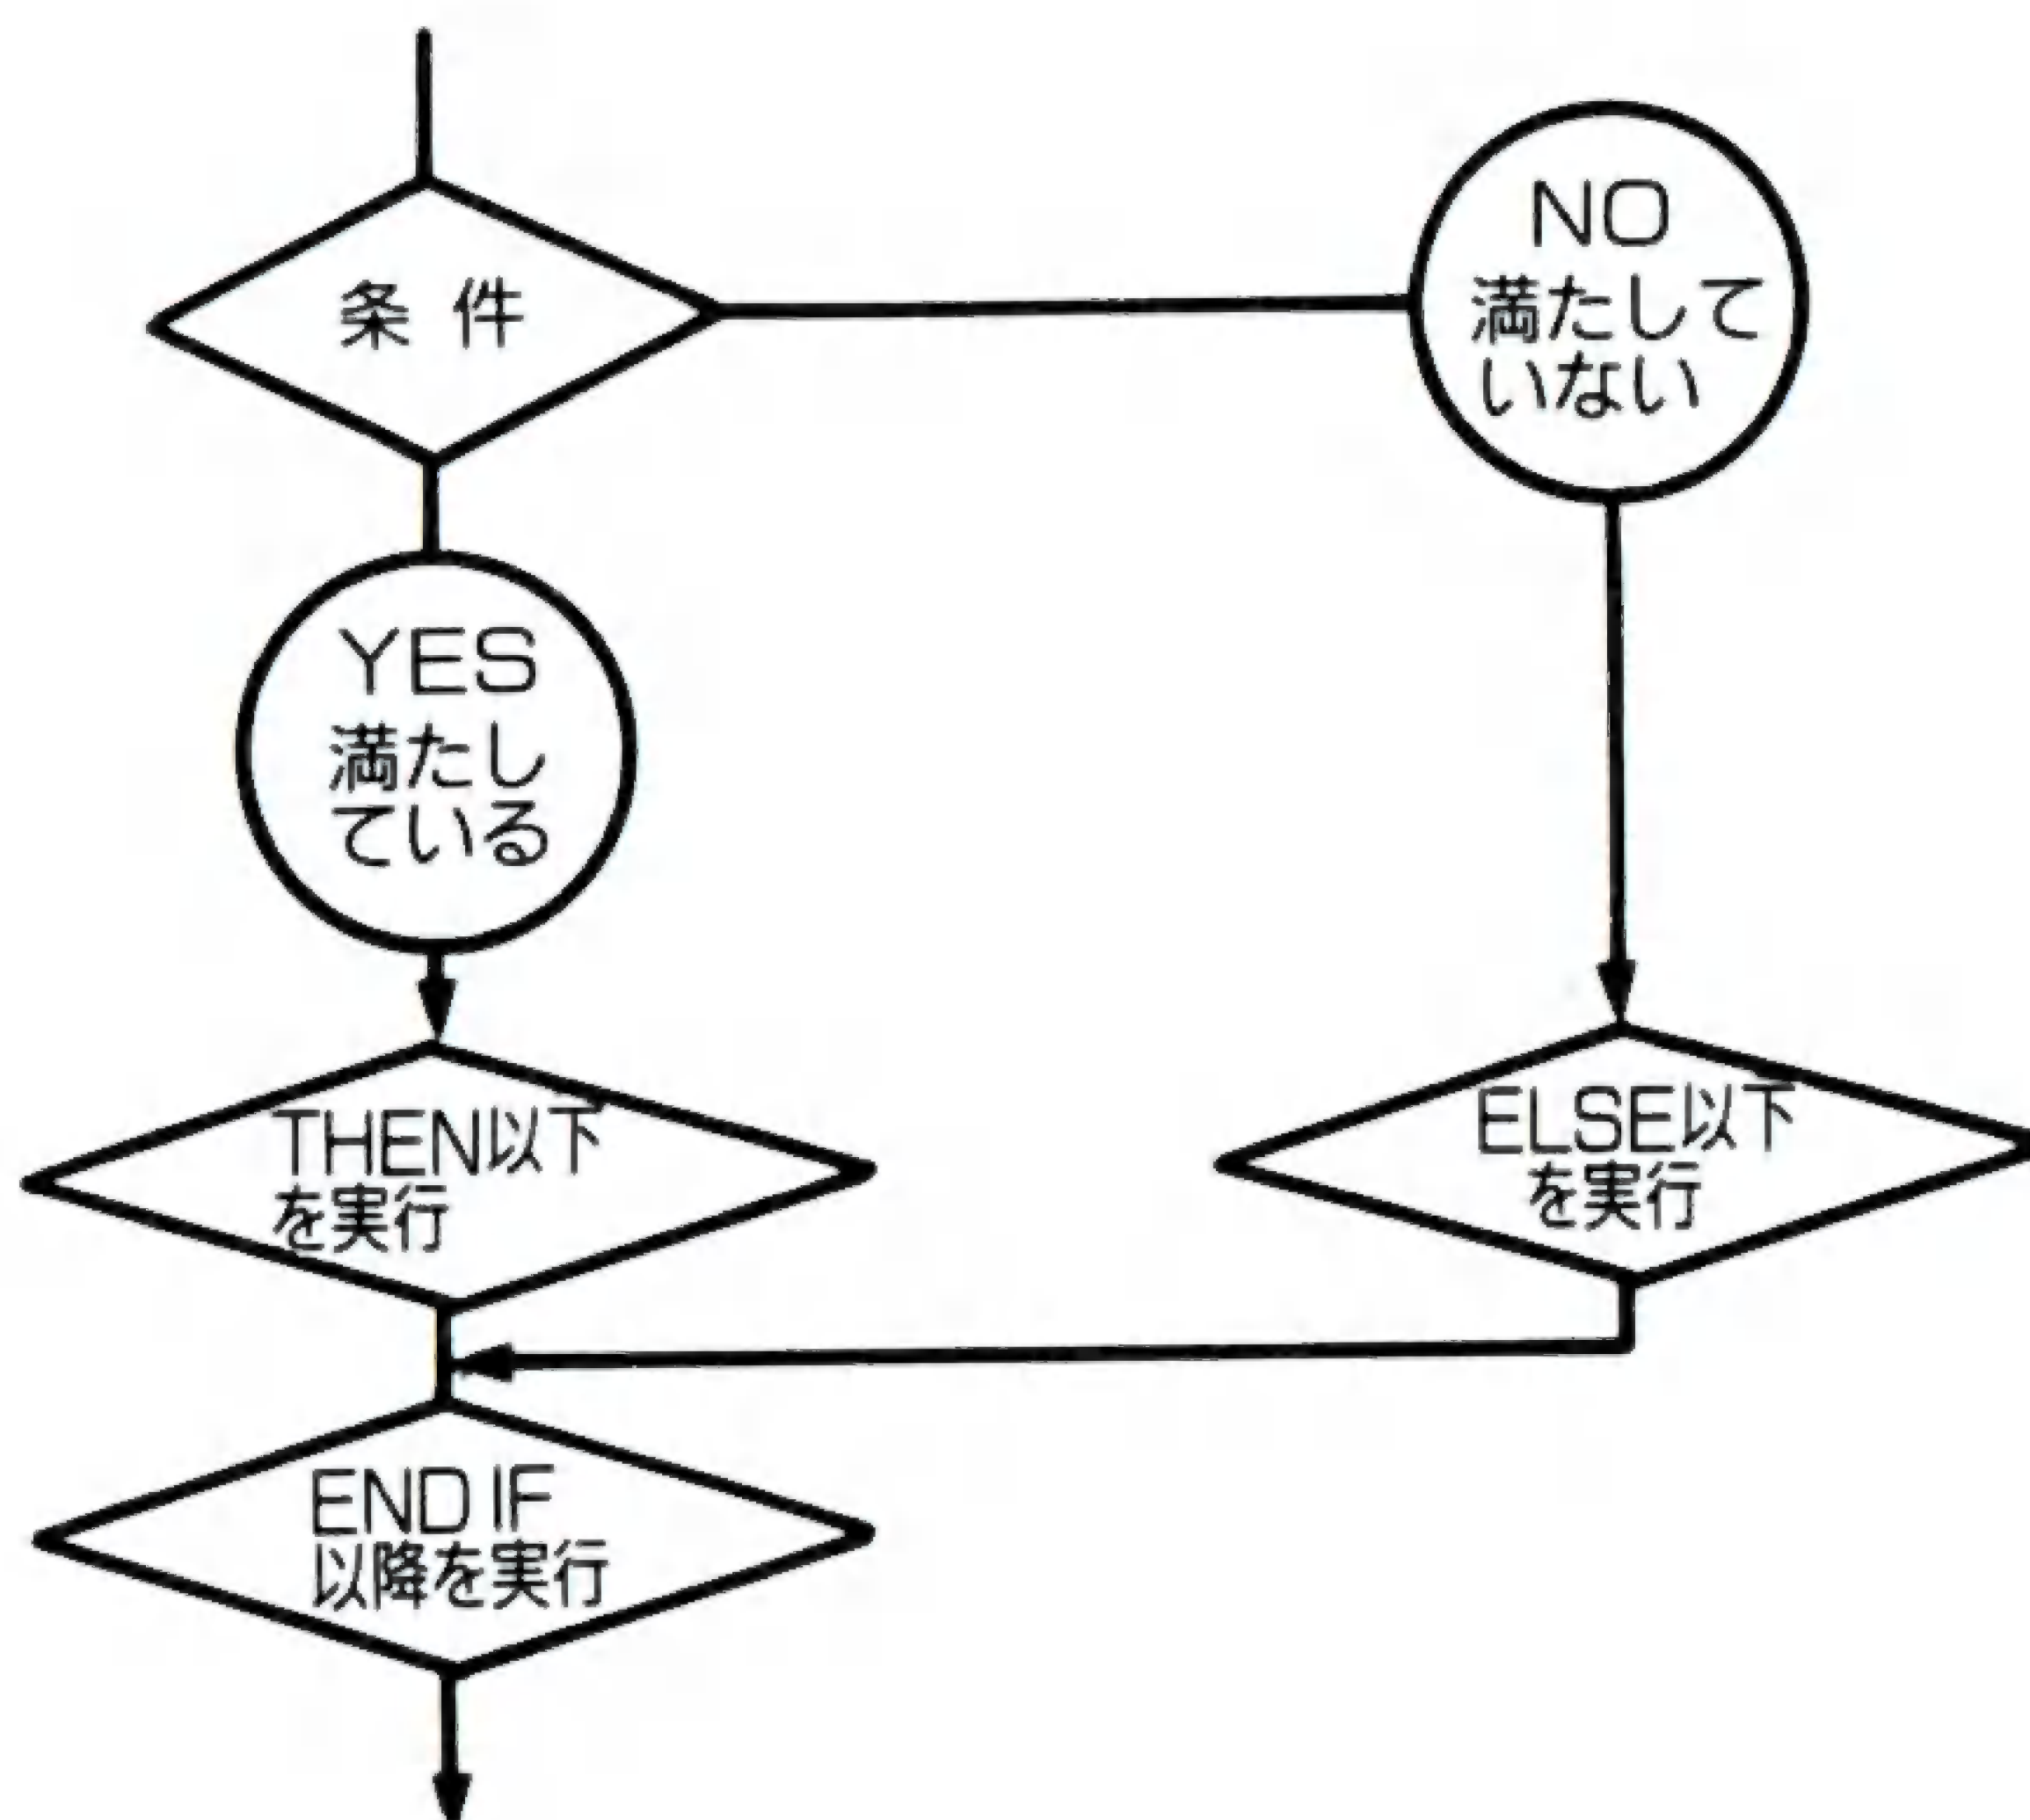 条件
NO
満たして
いない
YES
満たし
ている
THEN以下
を実行
ELSE以下
を実行
END IF
以降を実行